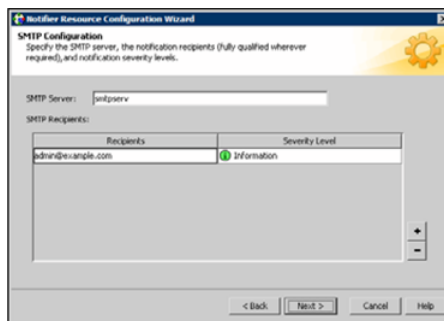 Notifier Resource Configuration Wizard
SMTP Configuration
Specify the SMTP server, the notification recipients (fully qualified wherever
required),and notification severity levels.
SMTP Server: smtpserv
SMTP Recipients:
Recipients Severity Level
admin@example.com Information
+
-
< Back Next > Cancel Help